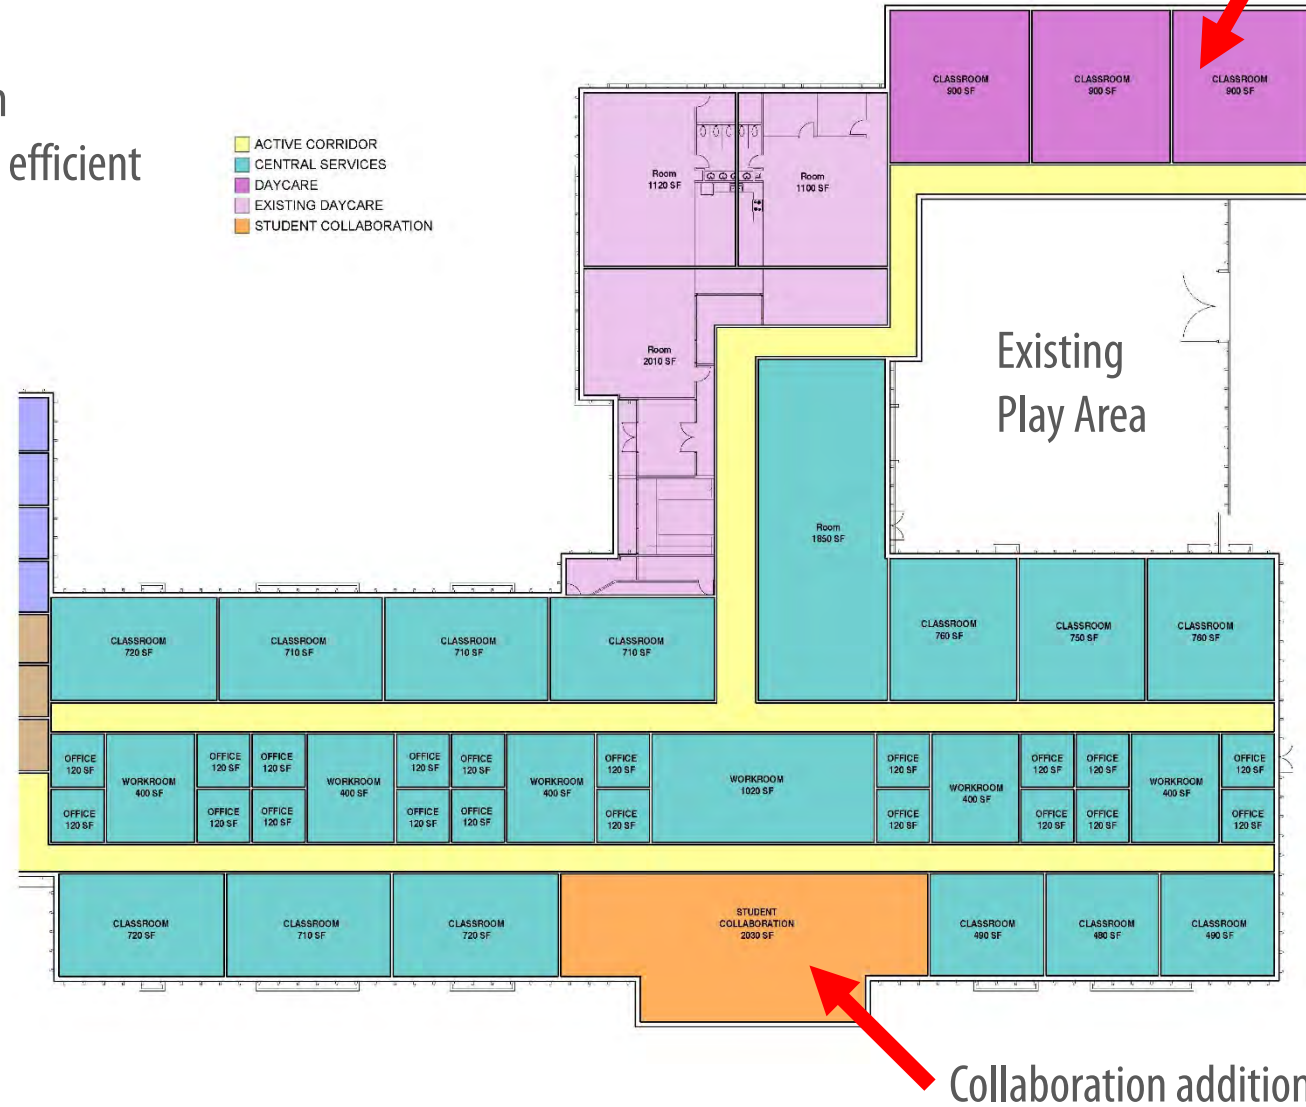 efficient
ACTIVE CORRIDOR
CENTRAL SERVICES
DAYCARE
EXISTING DAYCARE
STUDENT COLLABORATION
CLASSROOM
900 SF
CLASSROOM
900 SF
CLASSROOM
900 SF
Room
1120 SF
Room
1100 SF
Room
2010 SF
Existing
Play Area
Room
1850 SF
CLASSROOM
720 SF
CLASSROOM
710 SF
CLASSROOM
710 SF
CLASSROOM
710 SF
CLASSROOM
760 SF
CLASSROOM
750 SF
CLASSROOM
760 SF
OFFICE
120 SF
OFFICE
120 SF
WORKROOM
400 SF
OFFICE
120 SF
OFFICE
120 SF
OFFICE
120 SF
OFFICE
120 SF
WORKROOM
400 SF
OFFICE
120 SF
OFFICE
120 SF
OFFICE
120 SF
OFFICE
120 SF
WORKROOM
400 SF
OFFICE
120 SF
OFFICE
120 SF
WORKROOM
1020 SF
OFFICE
120 SF
OFFICE
120 SF
WORKROOM
400 SF
OFFICE
120 SF
OFFICE
120 SF
OFFICE
120 SF
OFFICE
120 SF
WORKROOM
400 SF
OFFICE
120 SF
OFFICE
120 SF
CLASSROOM
720 SF
CLASSROOM
710 SF
CLASSROOM
720 SF
STUDENT
COLLABORATION
2030 SF
CLASSROOM
490 SF
CLASSROOM
480 SF
CLASSROOM
490 SF
Collaboration addition